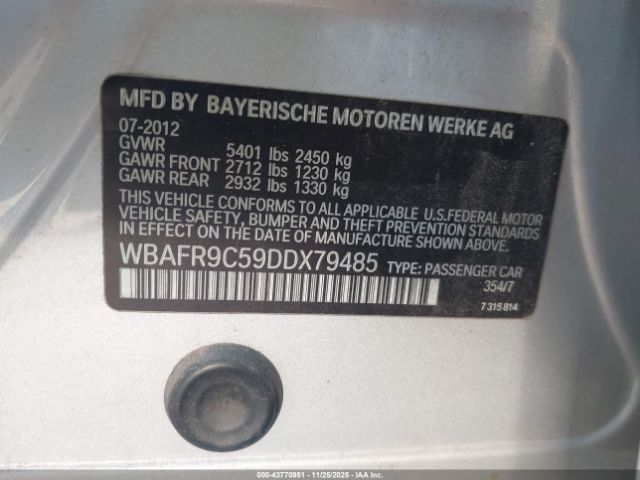 MFD BY BAYERISCHE MOTOREN WERKE AG
07-2012
GVWR 5401 lbs 2450 kg
GAWR FRONT 2712 lbs 1230 kg
GAWR REAR 2932 lbs 1330 kg
THIS VEHICLE CONFORMS TO ALL APPLICABLE U.S.FEDERAL MOTOR
VEHICLE SAFETY, BUMPER AND THEFT PREVENTION STANDARDS
IN EFFECT ON THE DATE OF MANUFACTURE SHOWN ABOVE.
WBAFR9C59DDX79485 TYPE: PASSENGER CAR
354/7
7 315 814
000-43770951 - 11/25/2025 - IAAI.com